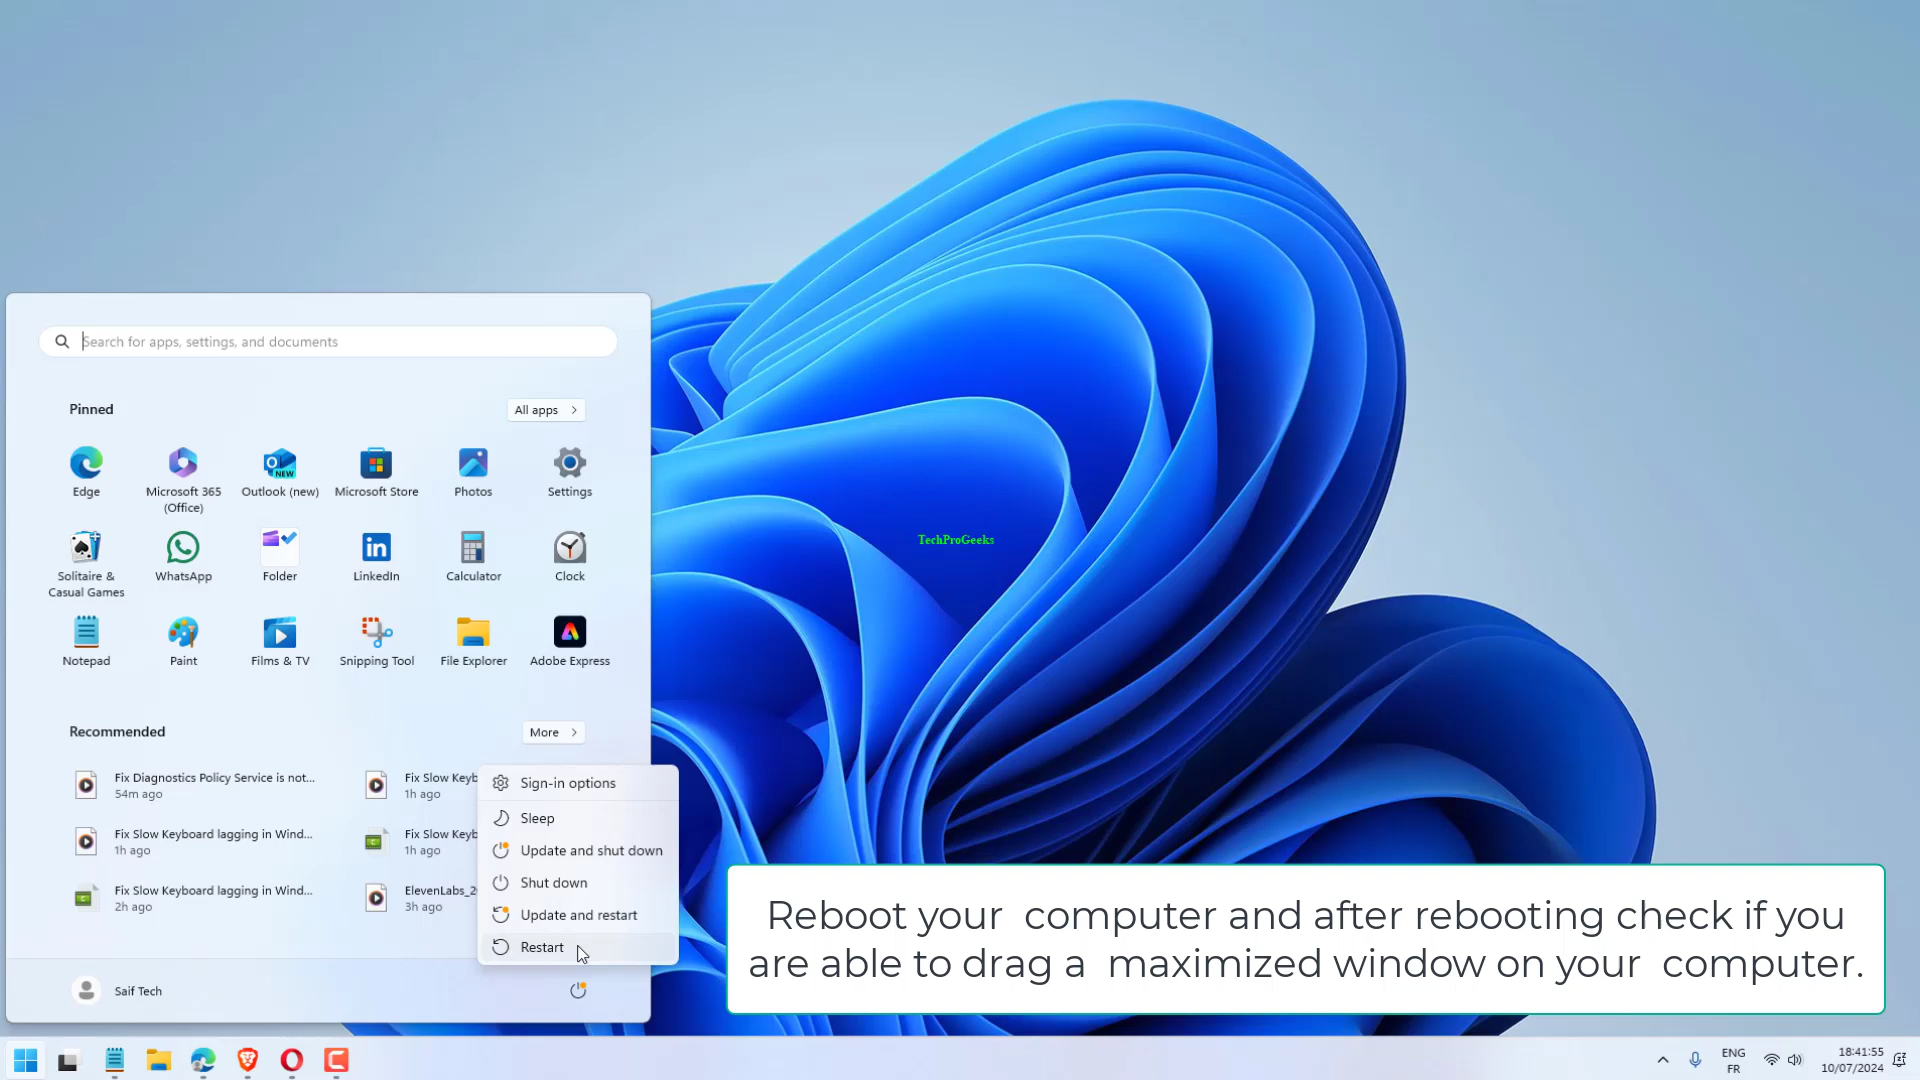 Search for apps, settings, and documents
Pinned
All apps
Edge
Microsoft 365
(Office)
Outlook (new)
NEW
Microsoft Store
Photos
Settings
Solitaire &
Casual Games
WhatsApp
Folder
LinkedIn
Calculator
Clock
Notepad
Paint
Films & TV
Snipping Tool
File Explorer
Adobe Express
Recommended
More
Fix Diagnostics Policy Service is not...
54m ago
Fix Slow Keyb
1h ago
Fix Slow Keyboard lagging in Wind...
1h ago
Fix Slow Keyb
1h ago
Fix Slow Keyboard lagging in Wind...
2h ago
ElevenLabs_2
3h ago
Sign-in options
Sleep
Update and shut down
Shut down
Update and restart
Restart
Saif Tech
TechProGeeks
Reboot your computer and after rebooting check if you
are able to drag a maximized window on your computer.
ENG
FR
18:41:55
10/07/2024